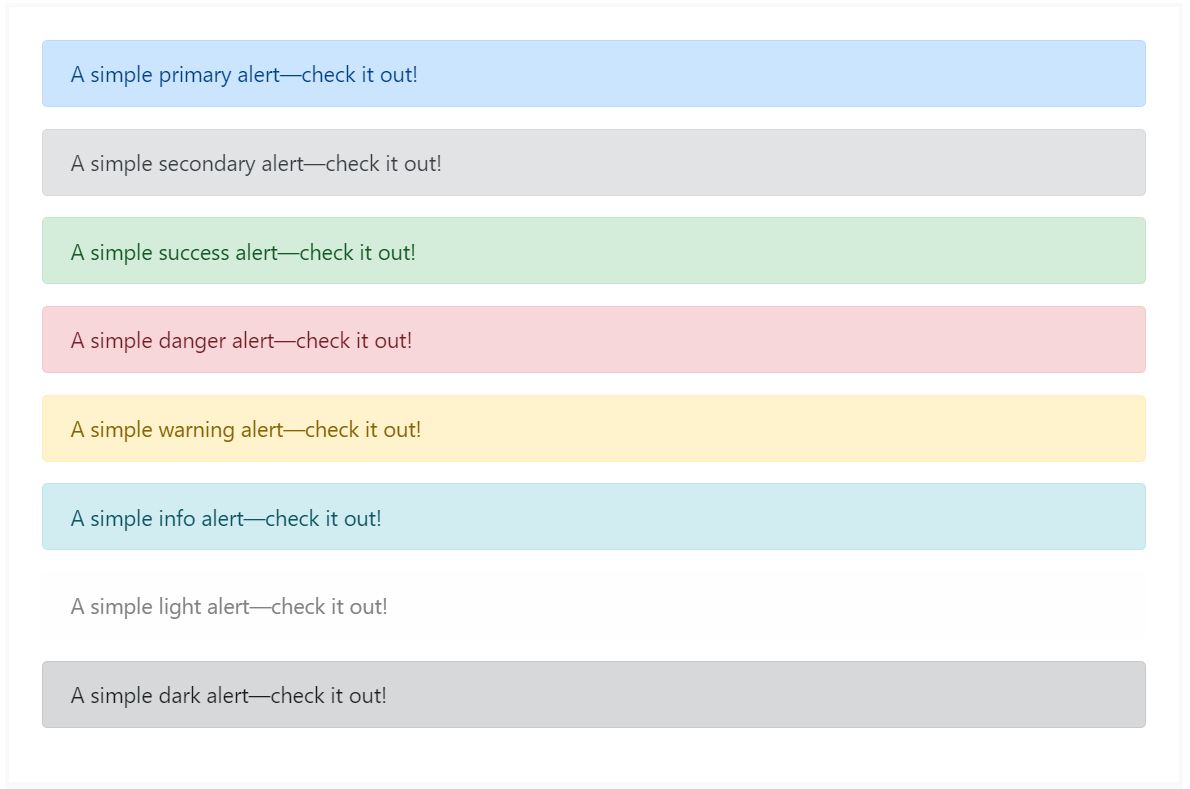 A simple primary alert—check it out!
A simple secondary alert—check it out!
A simple success alert—check it out!
A simple danger alert—check it out!
A simple warning alert—check it out!
A simple info alert—check it out!
A simple light alert—check it out!
A simple dark alert—check it out!